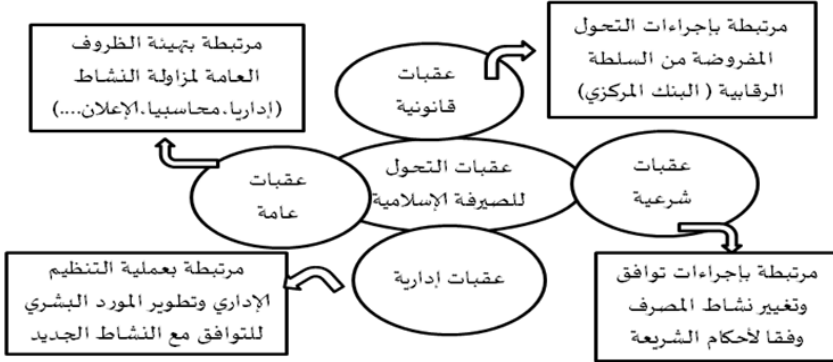 مرتبطة بإجراءات التحول
المفروضة من السلطة
الرقابية ( البنك المركزي)
عقبات
قانونية
مرتبطة بتهيئة الظروف
العامة لمزاولة النشاط
(إداريا، محاسبيا، الإعلان....)
عقبات
شرعية
عقبات التحول
للصيرفة الإسلامية
عقبات
عامة
عقبات إدارية
مرتبطة بإجراءات توافق
وتغيير نشاط المصرف
وفقا لأحكام الشريعة
مرتبطة بعملية التنظيم
الإداري وتطوير المورد البشري
للتوافق مع النشاط الجديد